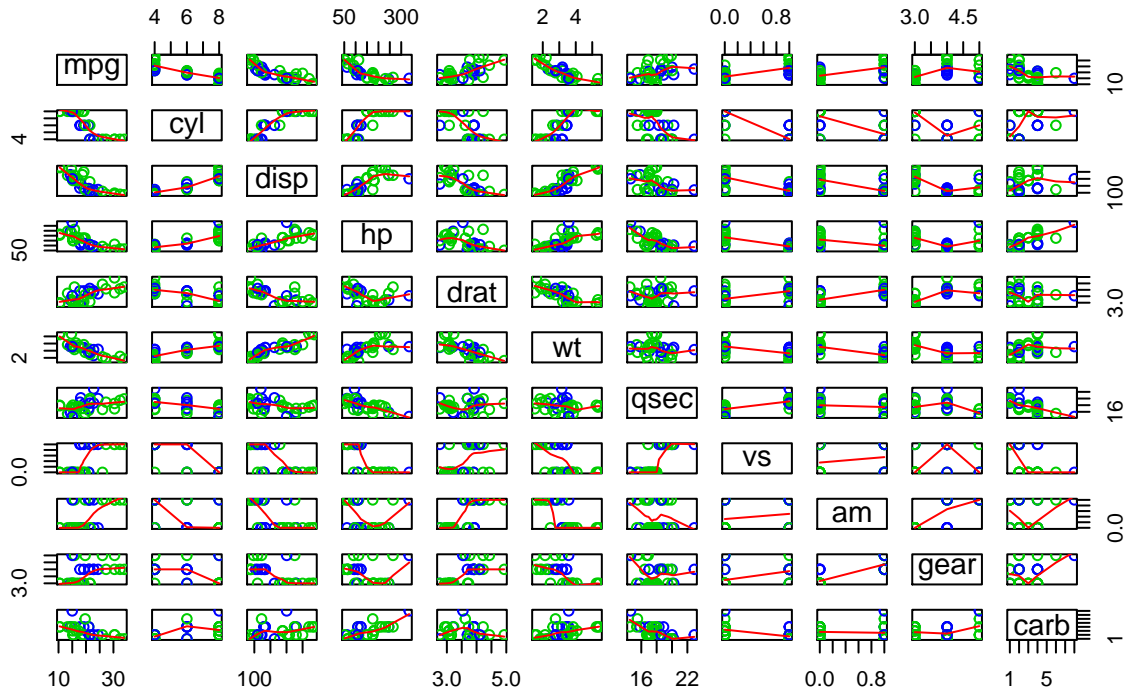 4 6 8 50 300 2 4 0.0 0.8 3.0 4.5
mpg 10
4 cyl
disp 100
50 hp
drat 3.0
2 wt
qsec 16
0.0 vs
am 0.0
3.0 gear
carb 1
10 30 100 3.0 5.0 16 22 0.0 1.0 1 5